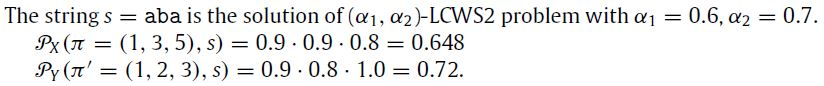 The string s = aba is the solution of (α₁, α₂)-LCWS2 problem with α₁ = 0.6, α₂ = 0.7.
𝒫X(π = (1, 3, 5), s) = 0.9 · 0.9 · 0.8 = 0.648
𝒫Y(π′ = (1, 2, 3), s) = 0.9 · 0.8 · 1.0 = 0.72.